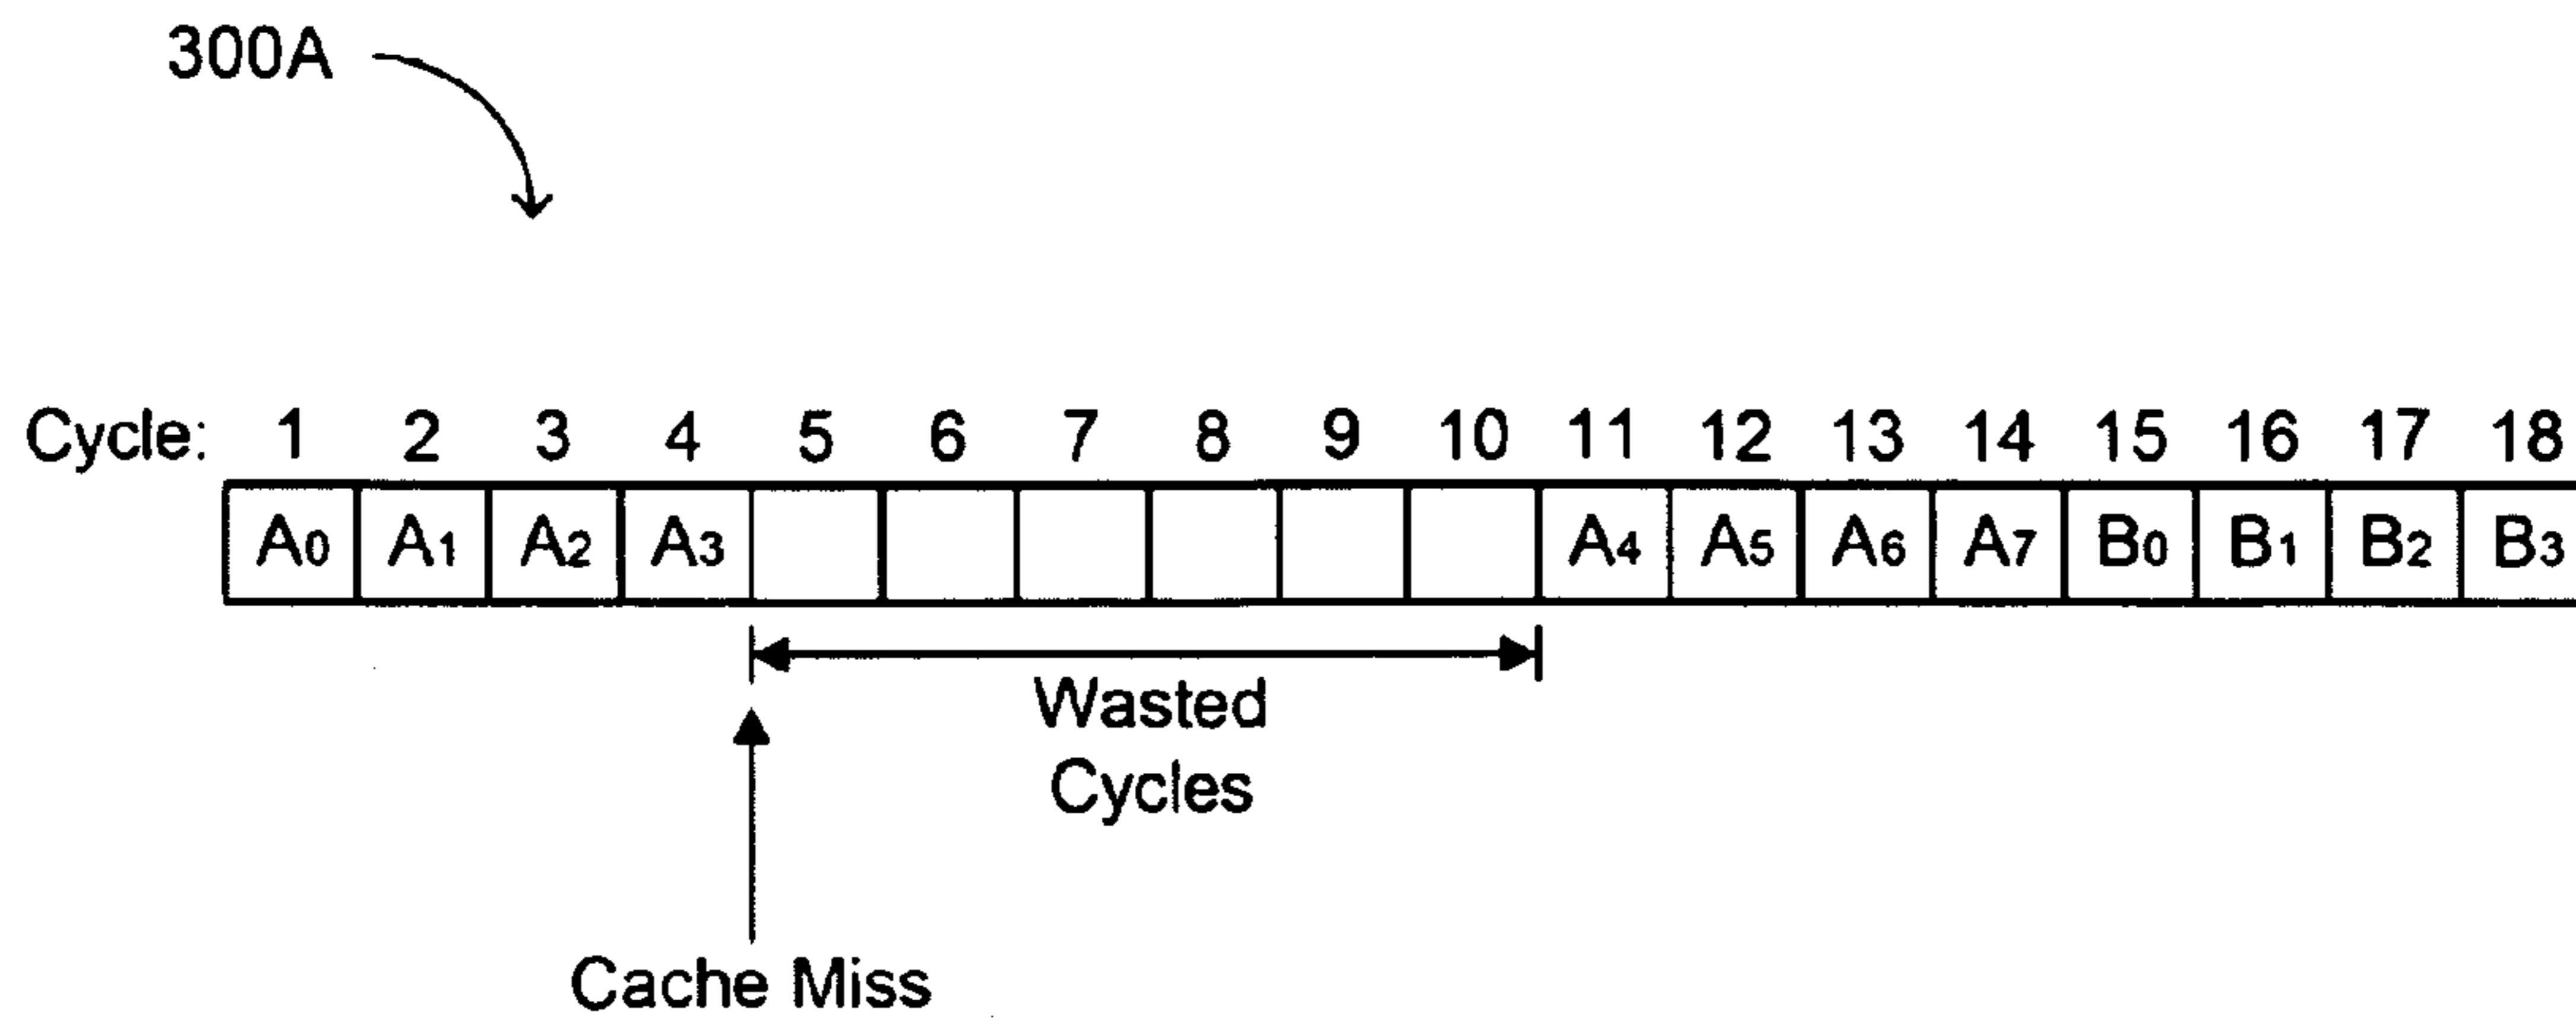 300A
Cycle: 1 2 3 4 5 6 7 8 9 10 11 12 13 14 15 16 17 18
A0 A1 A2 A3 A4 A5 A6 A7 B0 B1 B2 B3
Wasted
Cycles
Cache Miss